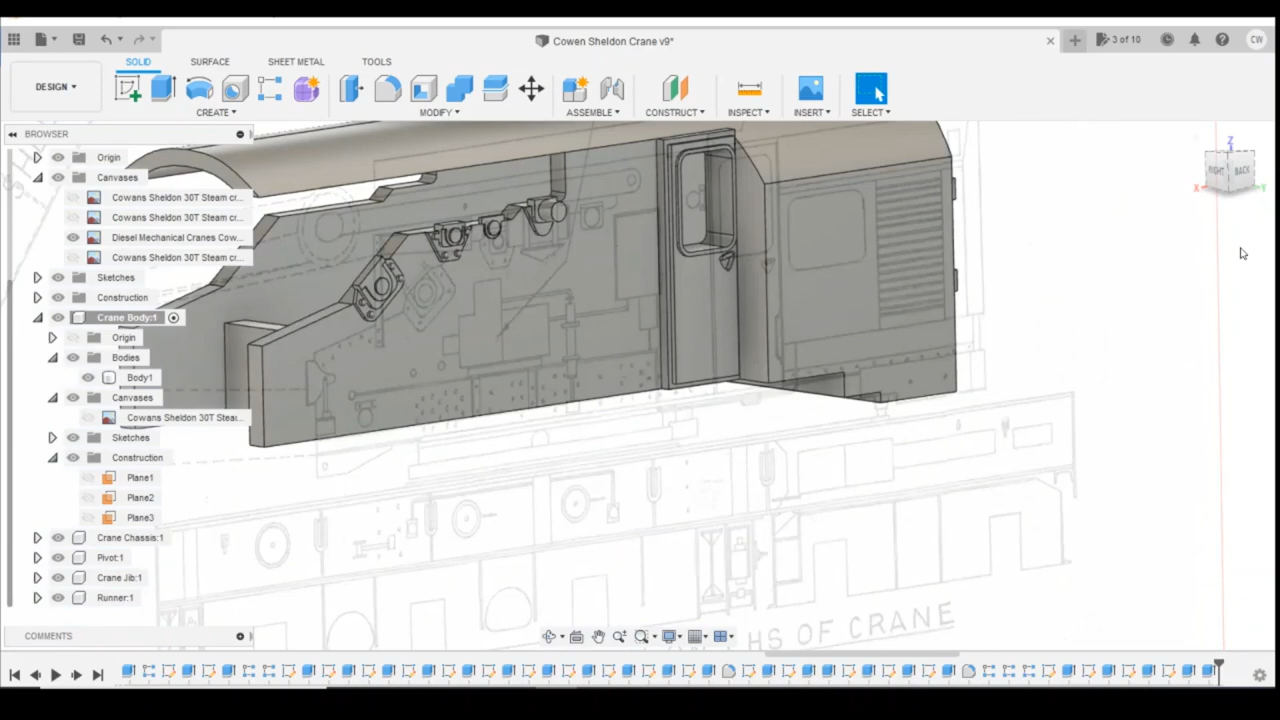 Cowen Sheldon Crane v9*
3 of 10
CW
DESIGN
SOLID
SURFACE
SHEET METAL
TOOLS
CREATE
MODIFY
ASSEMBLE
CONSTRUCT
INSPECT
INSERT
SELECT
BROWSER
Origin
Canvases
Cowans Sheldon 30T Steam cr...
Cowans Sheldon 30T Steam cr...
Diesel Mechanical Cranes Cow...
Cowans Sheldon 30T Steam cr...
Sketches
Construction
Crane Body:1
Origin
Bodies
Body1
Canvases
Cowans Sheldon 30T Stear...
Sketches
Construction
Plane1
Plane2
Plane3
Crane Chassis:1
Pivot:1
Crane Jib:1
Runner:1
COMMENTS
Z
RIGHT
BACK
X
Y
HS OF CRANE